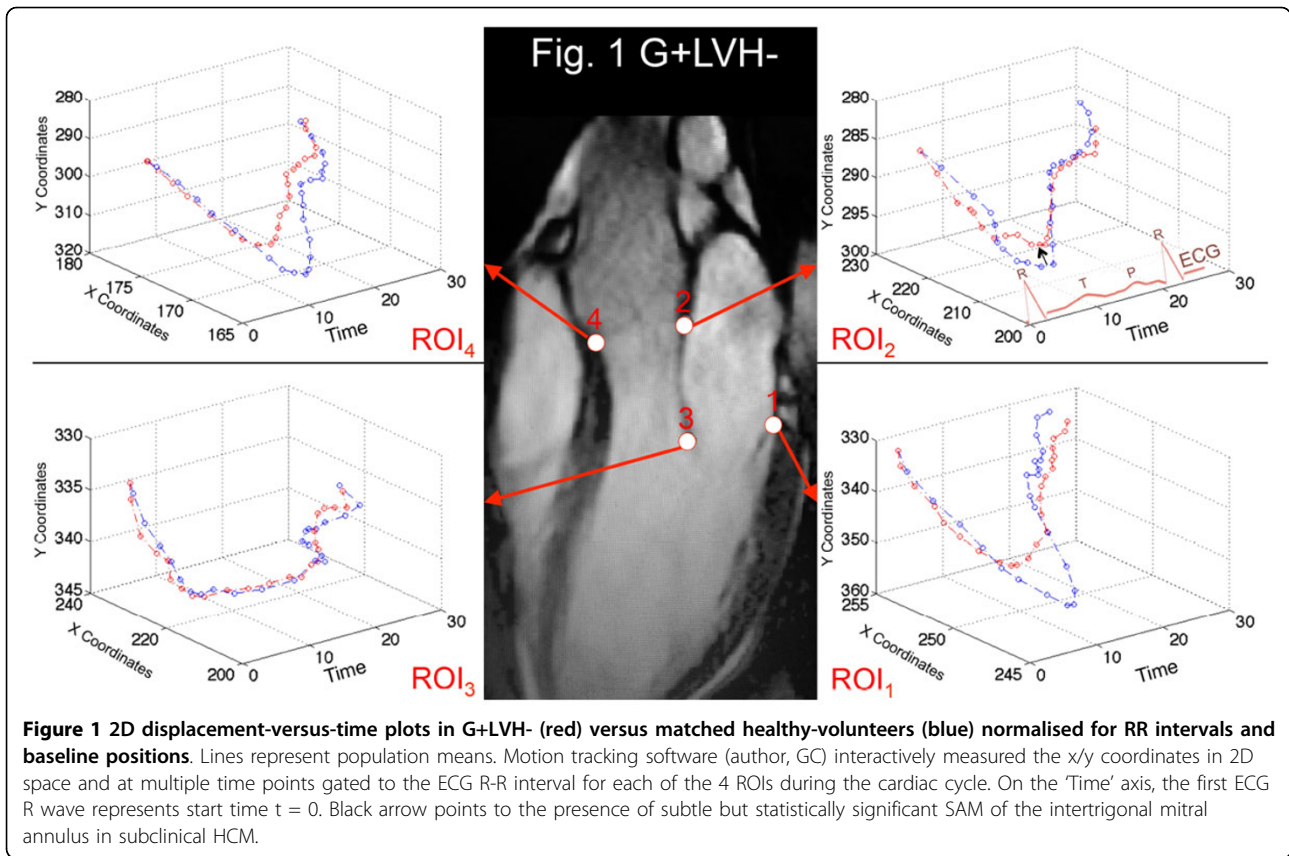 Fig. 1 G+LVH-
280
290
300
310
320
Y Coordinates
180
175
170
165
X Coordinates
0
10
20
30
Time
ROI4
280
285
290
295
300
Y Coordinates
230
220
210
200
X Coordinates
0
10
20
30
Time
R
T
P
R
ECG
ROI2
4
2
3
1
330
335
340
345
Y Coordinates
240
220
200
X Coordinates
0
10
20
30
Time
ROI3
330
340
350
360
Y Coordinates
255
250
245
X Coordinates
0
10
20
30
Time
ROI1
Figure 1 2D displacement-versus-time plots in G+LVH- (red) versus matched healthy-volunteers (blue) normalised for RR intervals and
baseline positions. Lines represent population means. Motion tracking software (author, GC) interactively measured the x/y coordinates in 2D
space and at multiple time points gated to the ECG R-R interval for each of the 4 ROIs during the cardiac cycle. On the ‘Time’ axis, the first ECG
R wave represents start time t = 0. Black arrow points to the presence of subtle but statistically significant SAM of the intertrigonal mitral
annulus in subclinical HCM.